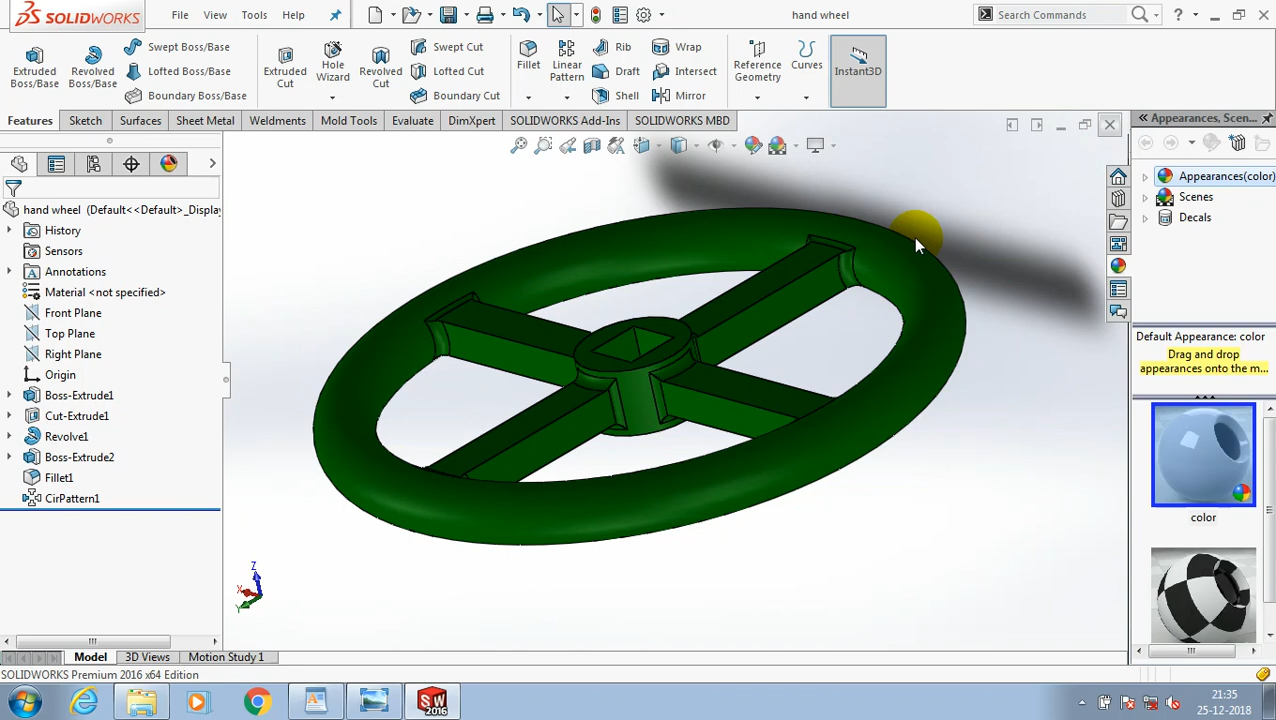 SOLIDWORKS File View Tools Help hand wheel Search Commands ?
Extruded Boss/Base Revolved Boss/Base Swept Boss/Base Lofted Boss/Base Boundary Boss/Base Extruded Cut Hole Wizard Revolved Cut Swept Cut Lofted Cut Boundary Cut Fillet Linear Pattern Rib Draft Shell Wrap Intersect Mirror Reference Geometry Curves Instant3D
Features Sketch Surfaces Sheet Metal Weldments Mold Tools Evaluate DimXpert SOLIDWORKS Add-Ins SOLIDWORKS MBD
hand wheel (Default<<Default>_Display
History
Sensors
Annotations
Material <not specified>
Front Plane
Top Plane
Right Plane
Origin
Boss-Extrude1
Cut-Extrude1
Revolve1
Boss-Extrude2
Fillet1
CirPattern1
Z
X
Y
Appearances, Scen...
Appearances(color)
Scenes
Decals
Default Appearance: color
Drag and drop
appearances onto the m...
color
Model 3D Views Motion Study 1
SOLIDWORKS Premium 2016 x64 Edition
SW
2016
21:35
25-12-2018